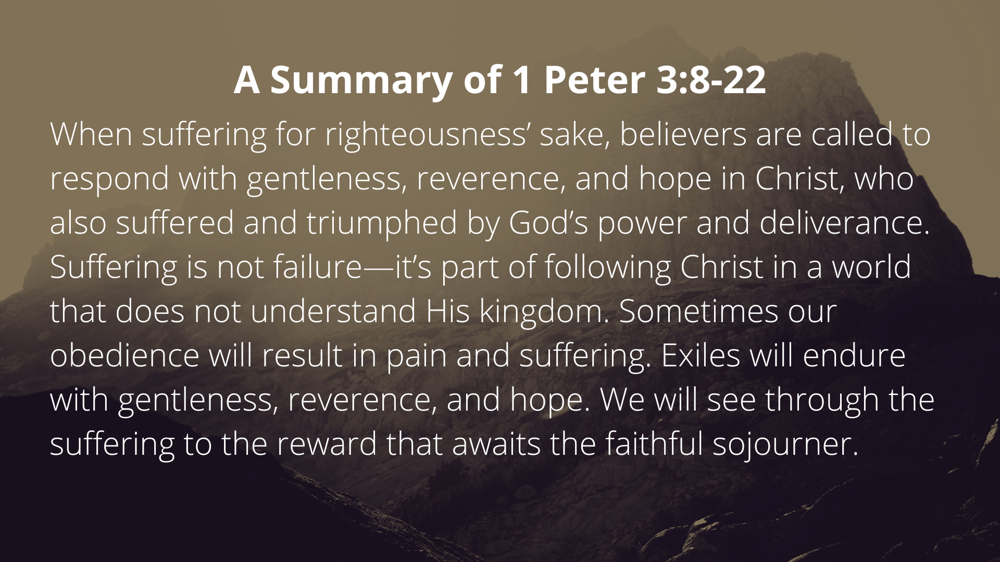 A Summary of 1 Peter 3:8-22
When suffering for righteousness’ sake, believers are called to
respond with gentleness, reverence, and hope in Christ, who
also suffered and triumphed by God’s power and deliverance.
Suffering is not failure—it’s part of following Christ in a world
that does not understand His kingdom. Sometimes our
obedience will result in pain and suffering. Exiles will endure
with gentleness, reverence, and hope. We will see through the
suffering to the reward that awaits the faithful sojourner.